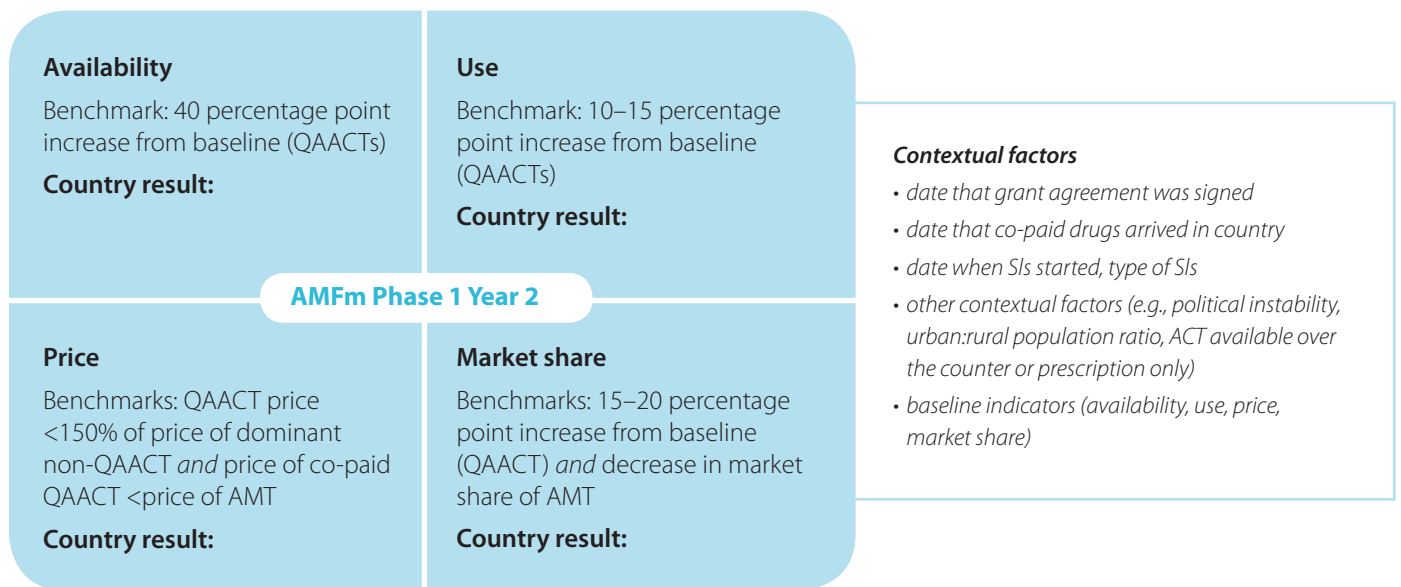 Availability
Benchmark: 40 percentage point
increase from baseline (QAACTs)
Country result:
Use
Benchmark: 10–15 percentage
point increase from baseline
(QAACTs)
Country result:
AMFm Phase 1 Year 2
Price
Benchmarks: QAACT price
<150% of price of dominant
non-QAACT and price of co-paid
QAACT <price of AMT
Country result:
Market share
Benchmarks: 15–20 percentage
point increase from baseline
(QAACT) and decrease in market
share of AMT
Country result:
Contextual factors
• date that grant agreement was signed
• date that co-paid drugs arrived in country
• date when SIs started, type of SIs
• other contextual factors (e.g., political instability,
urban:rural population ratio, ACT available over
the counter or prescription only)
• baseline indicators (availability, use, price,
market share)